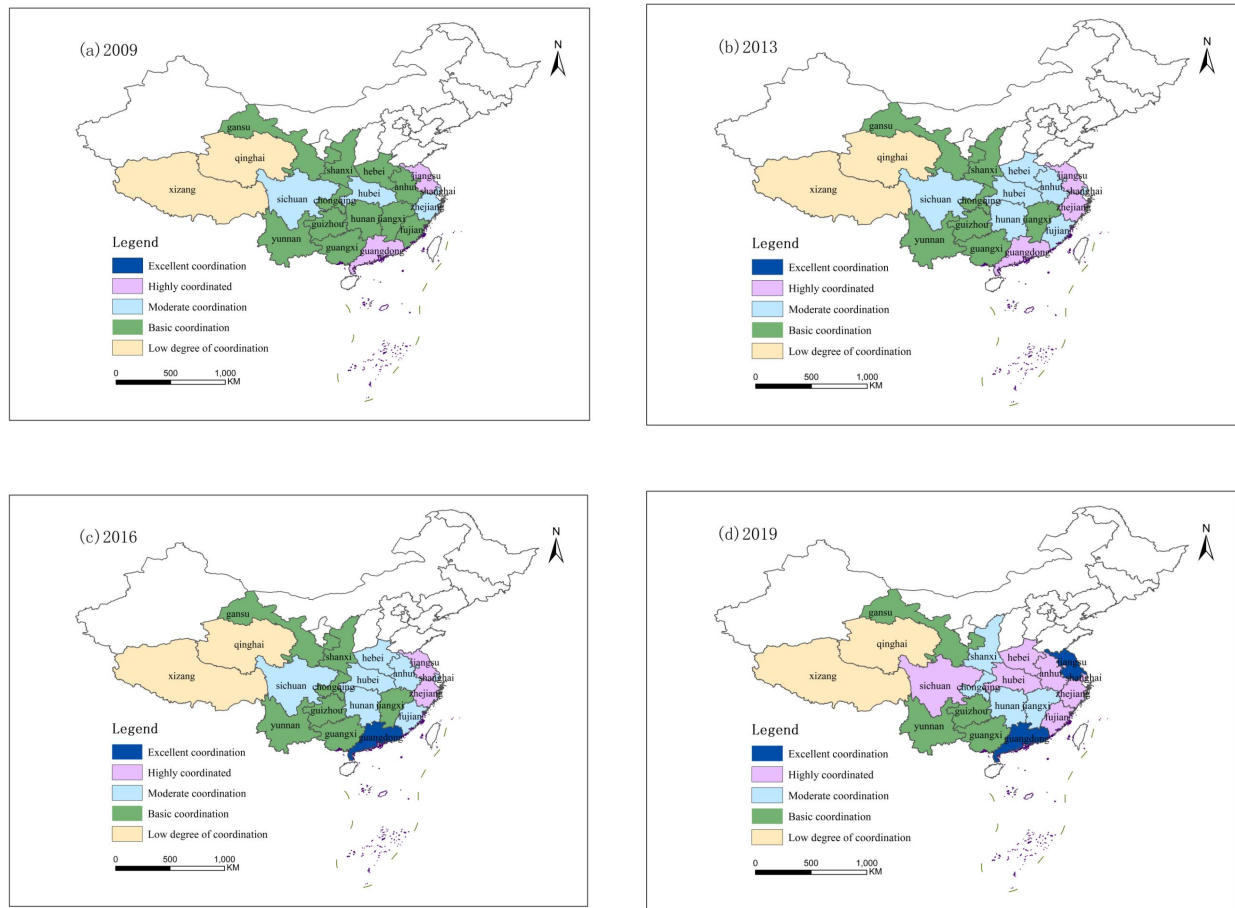 (a)2009
N
gansu
qinghai
xizang
shanxi
hebei
jiangsu
anhui
shanghai
sichuan
hubei
chongqing
zhejiang
hunan
jiangxi
guizhou
fujian
yunnan
guangxi
guangdong
Legend
Excellent coordination
Highly coordinated
Moderate coordination
Basic coordination
Low degree of coordination
0 500 1,000
KM
(b)2013
N
gansu
qinghai
xizang
shanxi
hebei
jiangsu
anhui
shanghai
sichuan
hubei
chongqing
zhejiang
hunan
jiangxi
guizhou
fujian
yunnan
guangxi
guangdong
Legend
Excellent coordination
Highly coordinated
Moderate coordination
Basic coordination
Low degree of coordination
0 500 1,000
KM
(c)2016
N
gansu
qinghai
xizang
shanxi
hebei
jiangsu
anhui
shanghai
sichuan
hubei
chongqing
zhejiang
hunan
jiangxi
guizhou
fujian
yunnan
guangxi
guangdong
Legend
Excellent coordination
Highly coordinated
Moderate coordination
Basic coordination
Low degree of coordination
0 500 1,000
KM
(d)2019
N
gansu
qinghai
xizang
shanxi
hebei
jiangsu
anhui
shanghai
sichuan
hubei
chongqing
zhejiang
hunan
jiangxi
guizhou
fujian
yunnan
guangxi
guangdong
Legend
Excellent coordination
Highly coordinated
Moderate coordination
Basic coordination
Low degree of coordination
0 500 1,000
KM